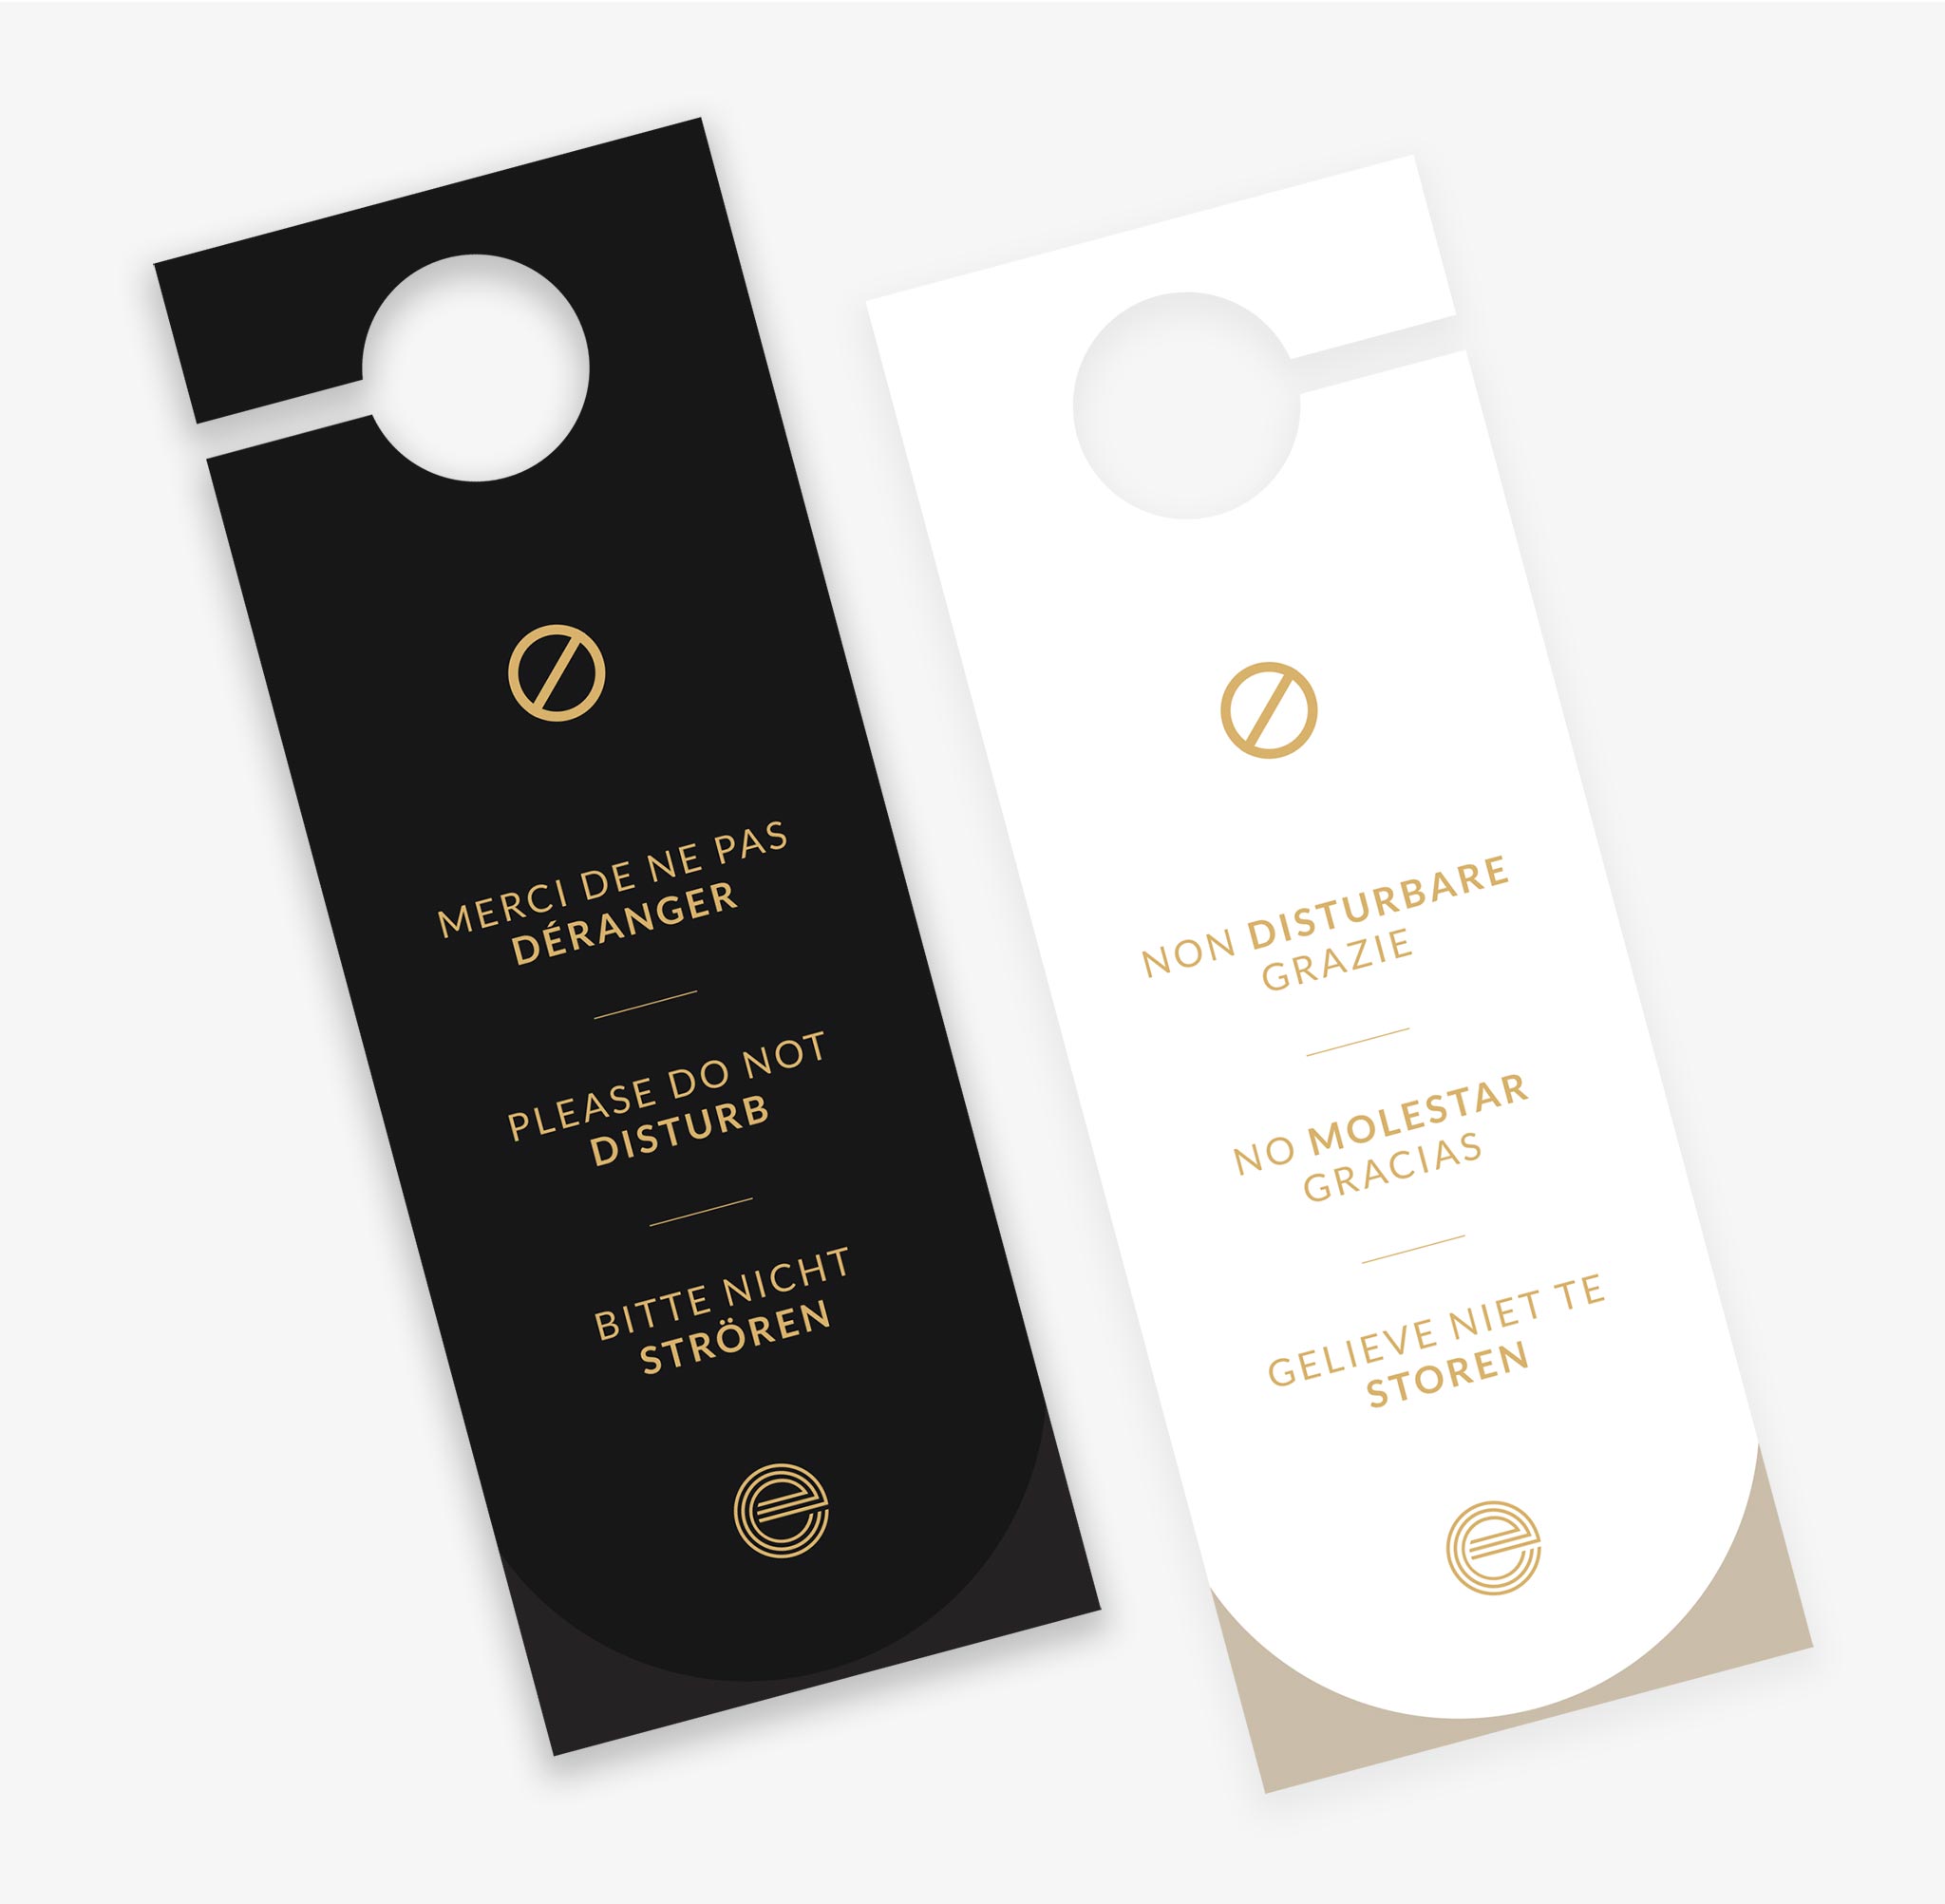 MERCI DE NE PAS
DÉRANGER
PLEASE DO NOT
DISTURB
BITTE NICHT
STRÖREN
NON DISTURBARE
GRAZIE
NO MOLESTAR
GRACIAS
GELIEVE NIET TE
STOREN
e